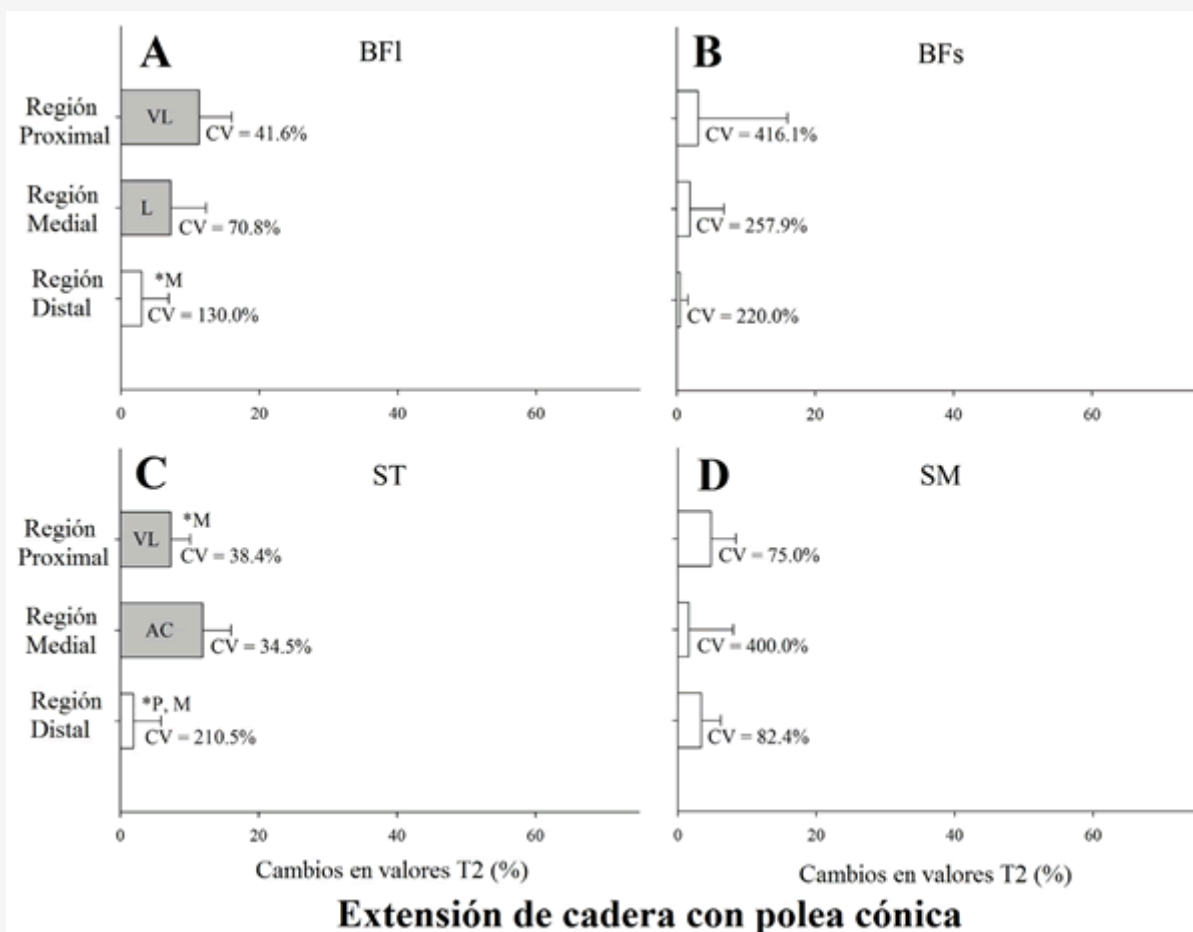 A
BFl
Región
Proximal
VL
CV = 41.6%
Región
Medial
L
CV = 70.8%
Región
Distal
*M
CV = 130.0%
0 20 40 60
B
BFs
CV = 416.1%
CV = 257.9%
CV = 220.0%
0 20 40 60
C
ST
Región
Proximal
VL
*M
CV = 38.4%
Región
Medial
AC
CV = 34.5%
Región
Distal
*P, M
CV = 210.5%
0 20 40 60
Cambios en valores T2 (%)
D
SM
CV = 75.0%
CV = 400.0%
CV = 82.4%
0 20 40 60
Cambios en valores T2 (%)
Extensión de cadera con polea cónica